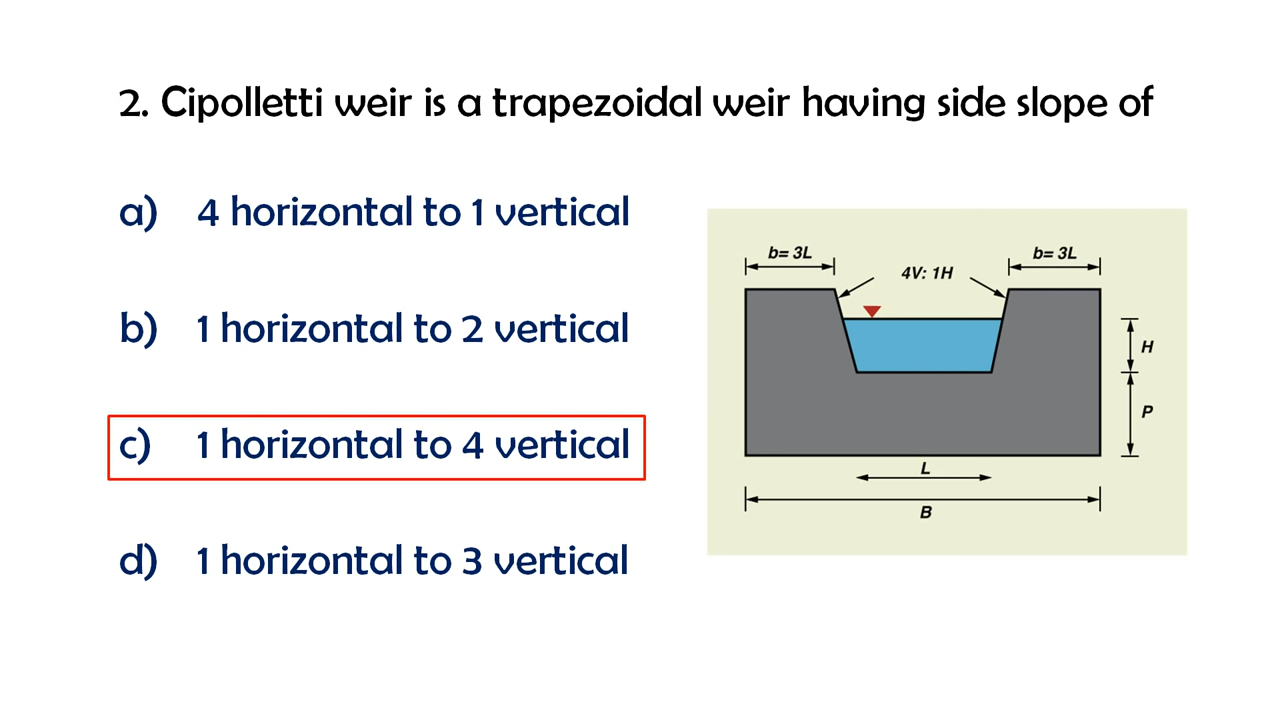 2. Cipolletti weir is a trapezoidal weir having side slope of
a) 4 horizontal to 1 vertical
b) 1 horizontal to 2 vertical
c) 1 horizontal to 4 vertical
d) 1 horizontal to 3 vertical
b= 3L
4V: 1H
b= 3L
H
P
L
B